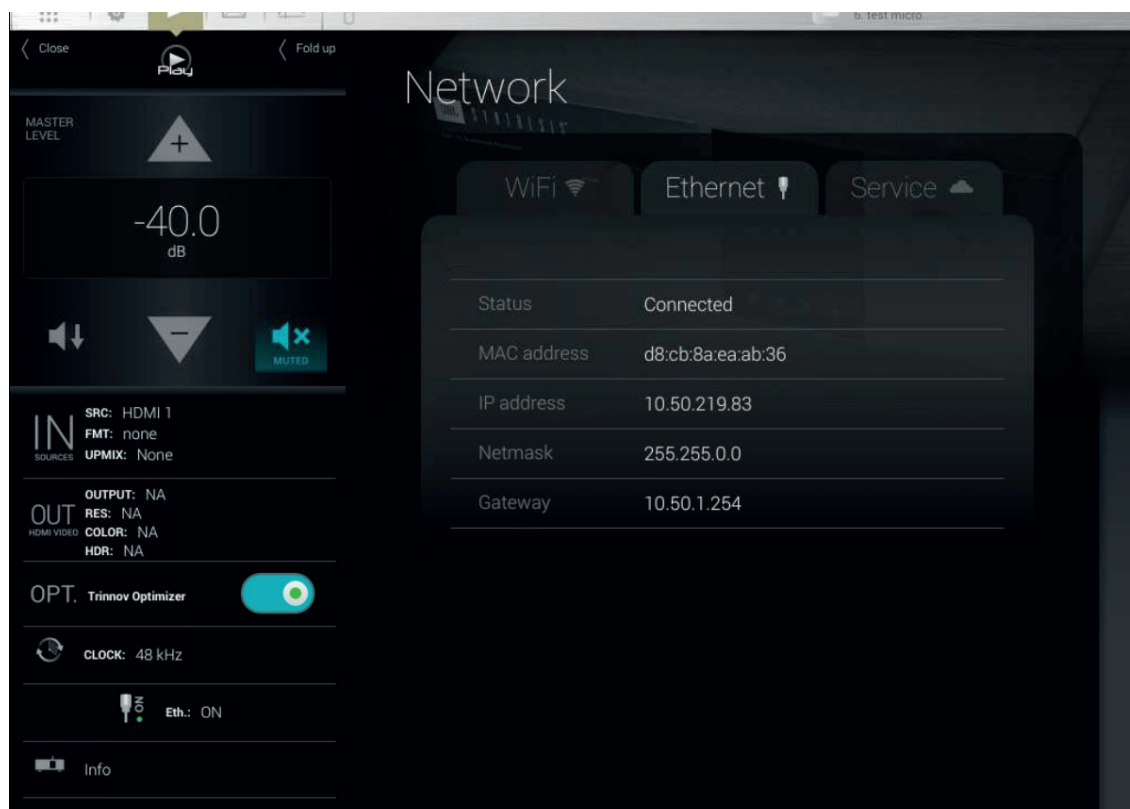 6. test micro
Close
Play
Fold up
Network
MASTER
LEVEL
+
-40.0
dB
MUTED
WiFi
Ethernet
Service
Status Connected
MAC address d8:cb:8a:ea:ab:36
IP address 10.50.219.83
Netmask 255.255.0.0
Gateway 10.50.1.254
IN
SOURCES
SRC: HDMI 1
FMT: none
UPMIX: None
OUT
HDMI VIDEO
OUTPUT: NA
RES: NA
COLOR: NA
HDR: NA
OPT. Trinnov Optimizer
CLOCK: 48 kHz
ON
Eth.: ON
Info